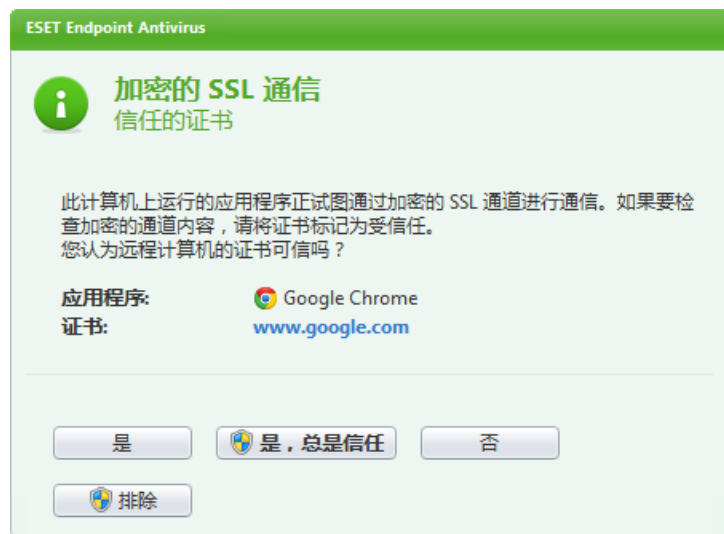 ESET Endpoint Antivirus
加密的 SSL 通信
信任的证书
此计算机上运行的应用程序正试图通过加密的 SSL 通道进行通信。如果要检
查加密的通道内容，请将证书标记为受信任。
您认为远程计算机的证书可信吗？
应用程序: Google Chrome
证书: www.google.com
是 是，总是信任 否
排除